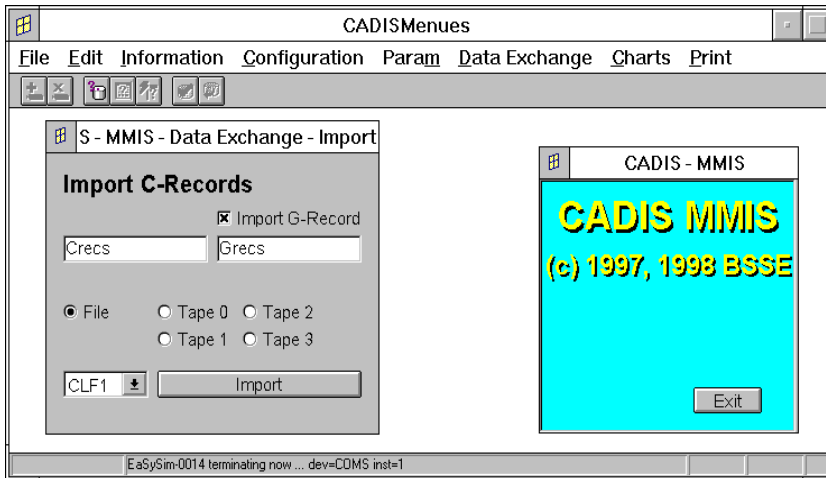 CADISMenues
File Edit Information Configuration Param Data Exchange Charts Print
S - MMIS - Data Exchange - Import
Import C-Records
Import G-Record
Crecs Grecs
File Tape 0 Tape 2
Tape 1 Tape 3
CLF1 Import
CADIS - MMIS
CADIS MMIS
(c) 1997, 1998 BSSE
Exit
EaSySim-0014 terminating now ... dev=COMS inst=1